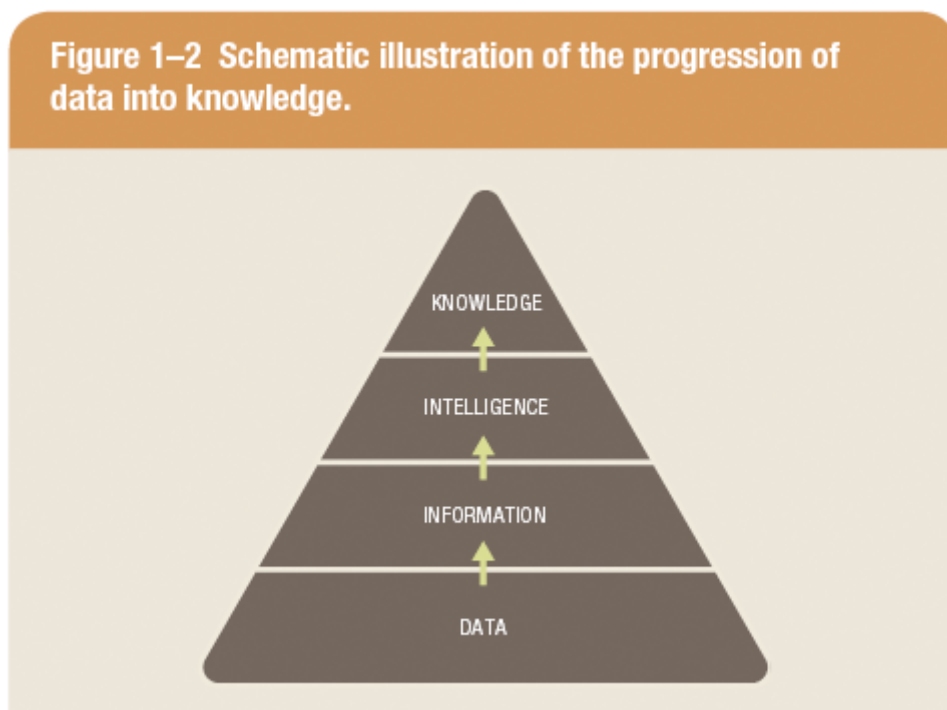 Figure 1–2 Schematic illustration of the progression of
data into knowledge.
KNOWLEDGE
INTELLIGENCE
INFORMATION
DATA